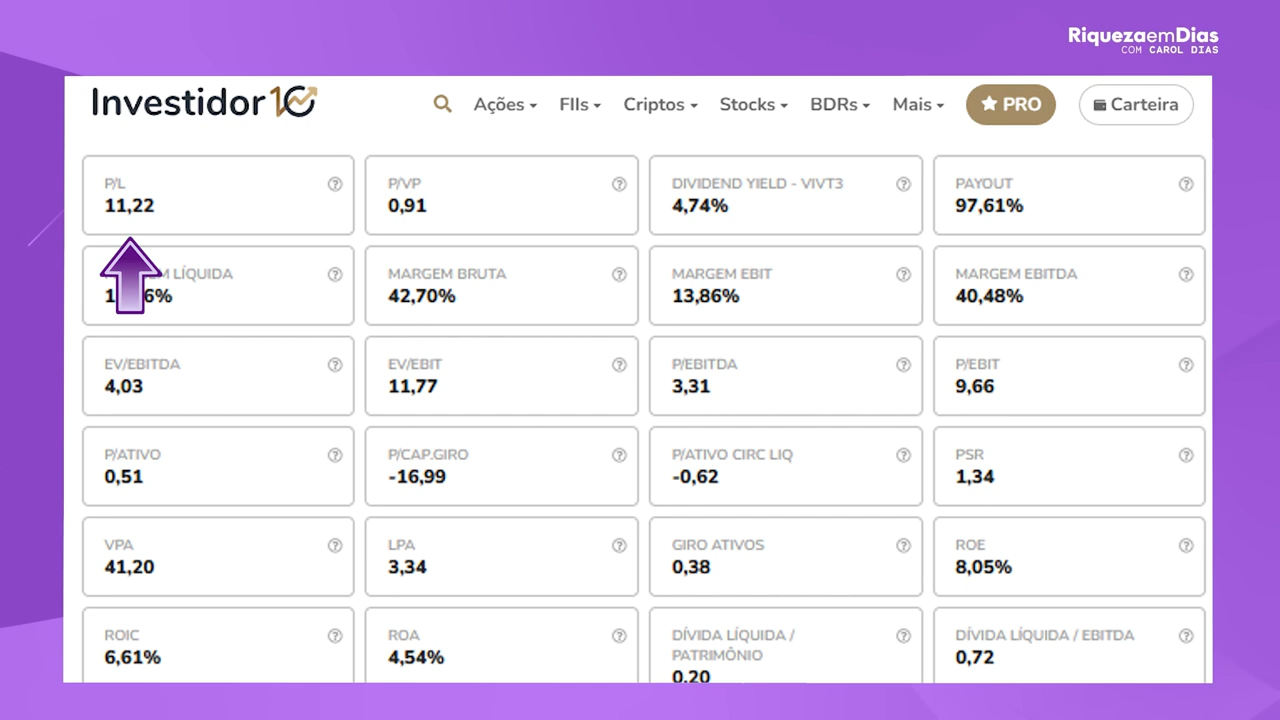 RiquezaemDias
COM CAROL DIAS
Investidor 10
Ações
FIIs
Criptos
Stocks
BDRs
Mais
PRO
Carteira
P/L
11,22
P/VP
0,91
DIVIDEND YIELD - VIVT3
4,74%
PAYOUT
97,61%
LÍQUIDA
MARGEM BRUTA
42,70%
MARGEM EBIT
13,86%
MARGEM EBITDA
40,48%
EV/EBITDA
4,03
EV/EBIT
11,77
P/EBITDA
3,31
P/EBIT
9,66
P/ATIVO
0,51
P/CAP.GIRO
-16,99
P/ATIVO CIRC LIQ
-0,62
PSR
1,34
VPA
41,20
LPA
3,34
GIRO ATIVOS
0,38
ROE
8,05%
ROIC
6,61%
ROA
4,54%
DÍVIDA LÍQUIDA /
PATRIMÔNIO
0,20
DÍVIDA LÍQUIDA / EBITDA
0,72